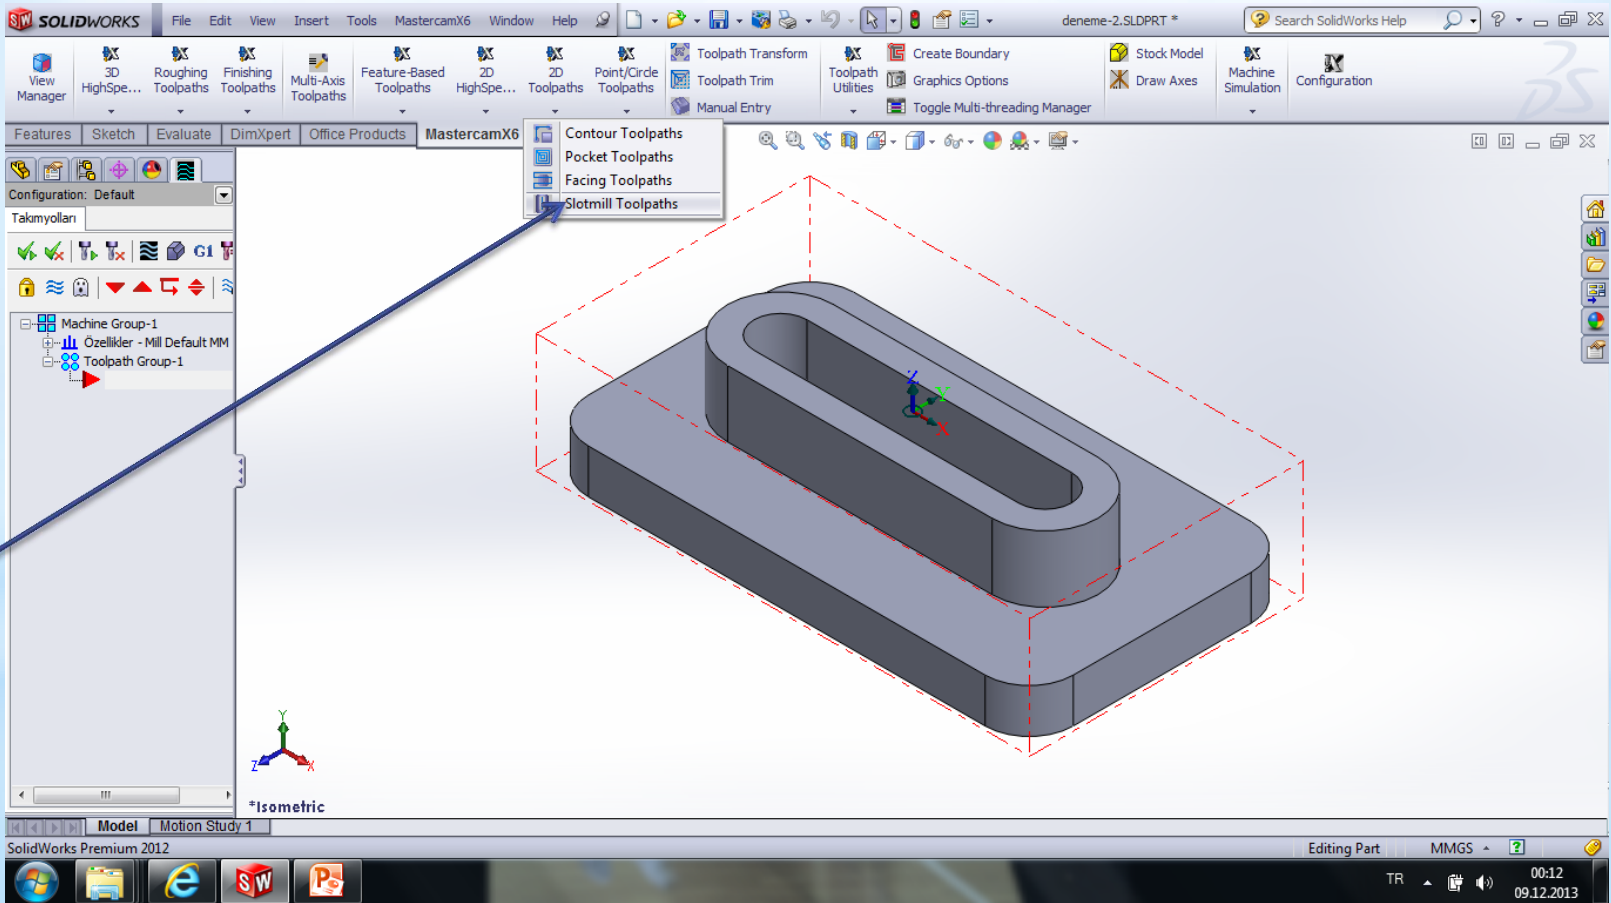 SW SOLIDWORKS File Edit View Insert Tools MastercamX6 Window Help deneme-2.SLDPRT * Search SolidWorks Help
View Manager
3D HighSpe...
Roughing Toolpaths
Finishing Toolpaths
Multi-Axis Toolpaths
Feature-Based Toolpaths
2D HighSpe...
2D Toolpaths
Point/Circle Toolpaths
Toolpath Transform
Toolpath Trim
Manual Entry
Toolpath Utilities
Create Boundary
Graphics Options
Toggle Multi-threading Manager
Stock Model
Draw Axes
Machine Simulation
Configuration
Features Sketch Evaluate DimXpert Office Products MastercamX6
Contour Toolpaths
Pocket Toolpaths
Facing Toolpaths
Slotmill Toolpaths
Configuration: Default
Takımyolları
G1
Machine Group-1
Özellikler - Mill Default MM
Toolpath Group-1
Z
Y
X
Y
Z
X
*Isometric
Model Motion Study 1
SolidWorks Premium 2012 Editing Part MMGS
TR
00:12
09.12.2013